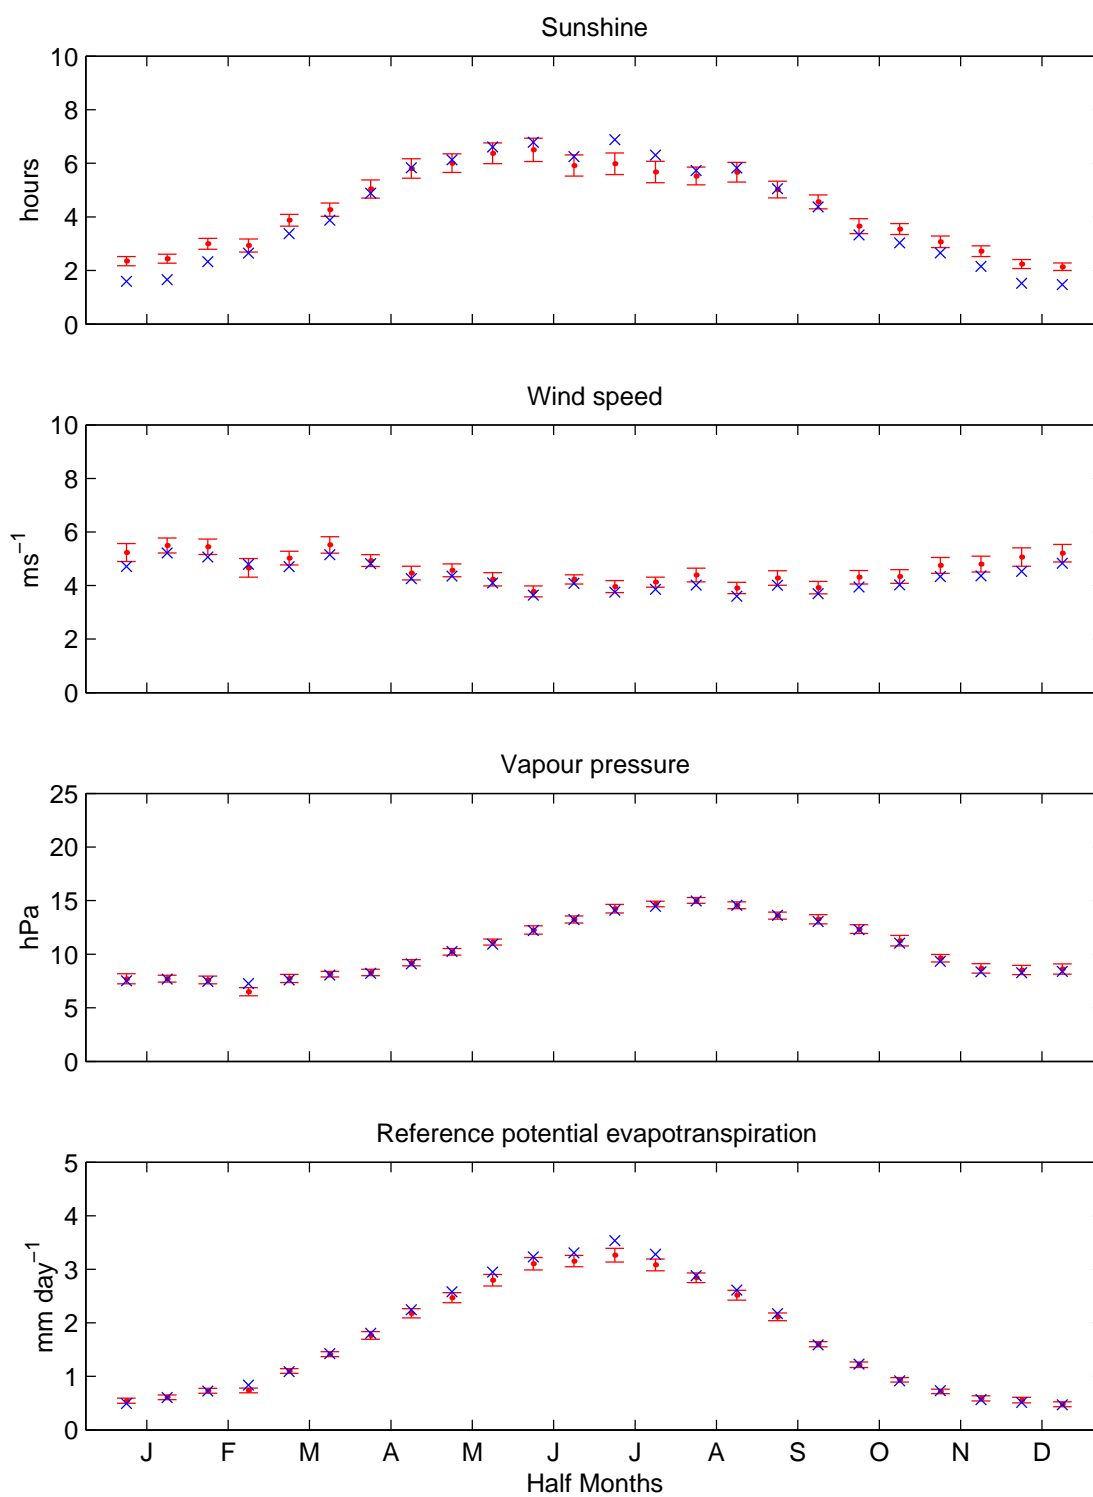 Sunshine
10
8
6
4
2
0
hours
Wind speed
10
8
6
4
2
0
ms−1
Vapour pressure
25
20
15
10
5
0
hPa
Reference potential evapotranspiration
5
4
3
2
1
0
mm day−1
J F M A M J J A S O N D
Half Months